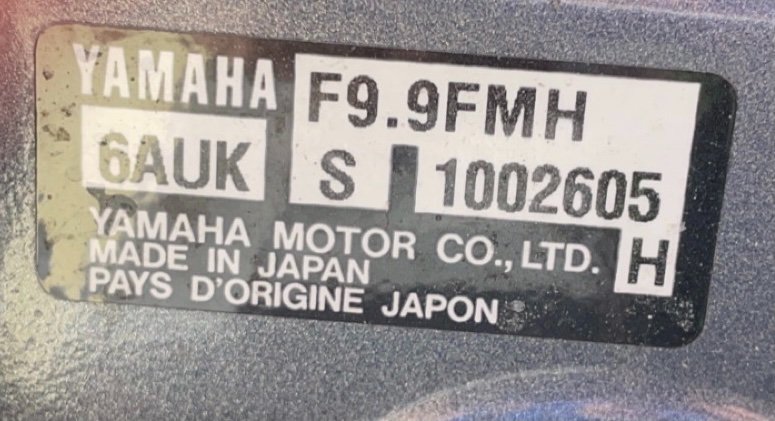 YAMAHA F9.9FMH
6AUK S 1002605
YAMAHA MOTOR CO., LTD. H
MADE IN JAPAN
PAYS D'ORIGINE JAPON